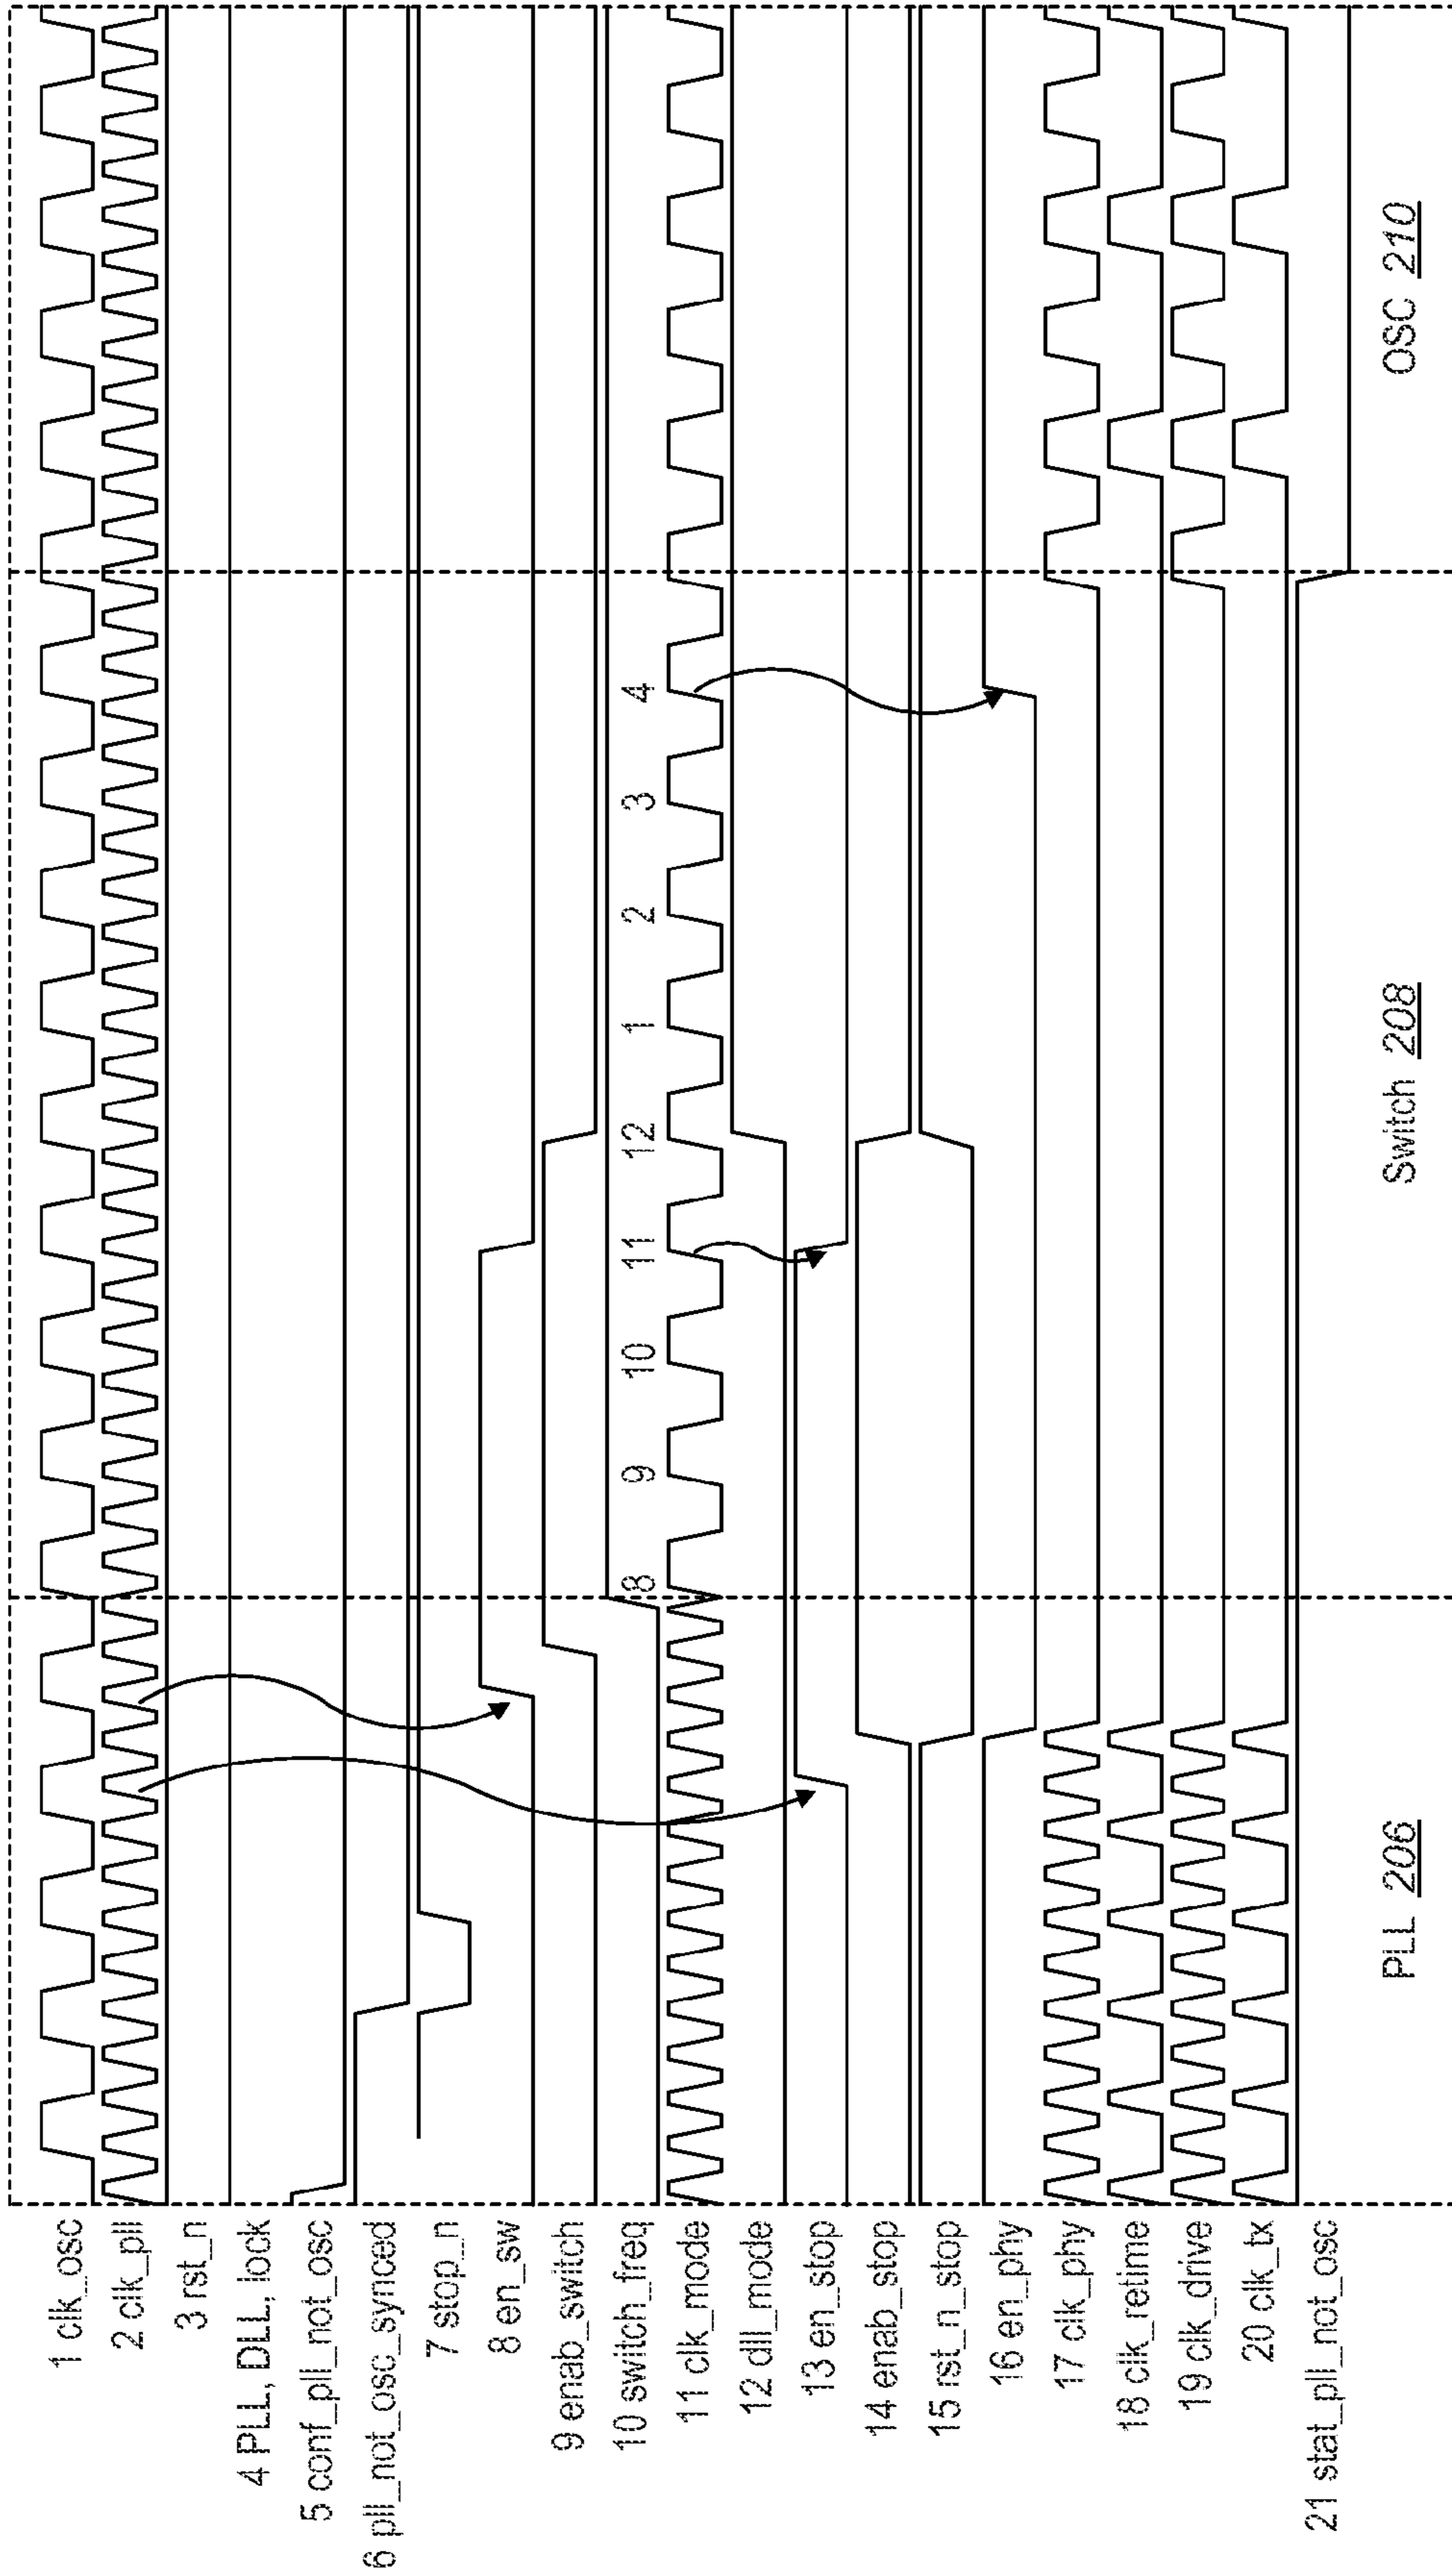 1 clk_osc
2 clk_pll
3 rst_n
4 PLL, DLL, lock
5 conf_pll_not_osc
6 pll_not_osc_synced
7 stop_n
8 en_sw
9 enab_switch
10 switch_freq
8 9 10 11 12 1 2 3 4
11 clk_mode
12 dll_mode
13 en_stop
14 enab_stop
15 rst_n_stop
16 en_phy
17 clk_phy
18 clk_retime
19 clk_drive
20 clk_tx
21 stat_pll_not_osc
PLL 206 Switch 208 OSC 210